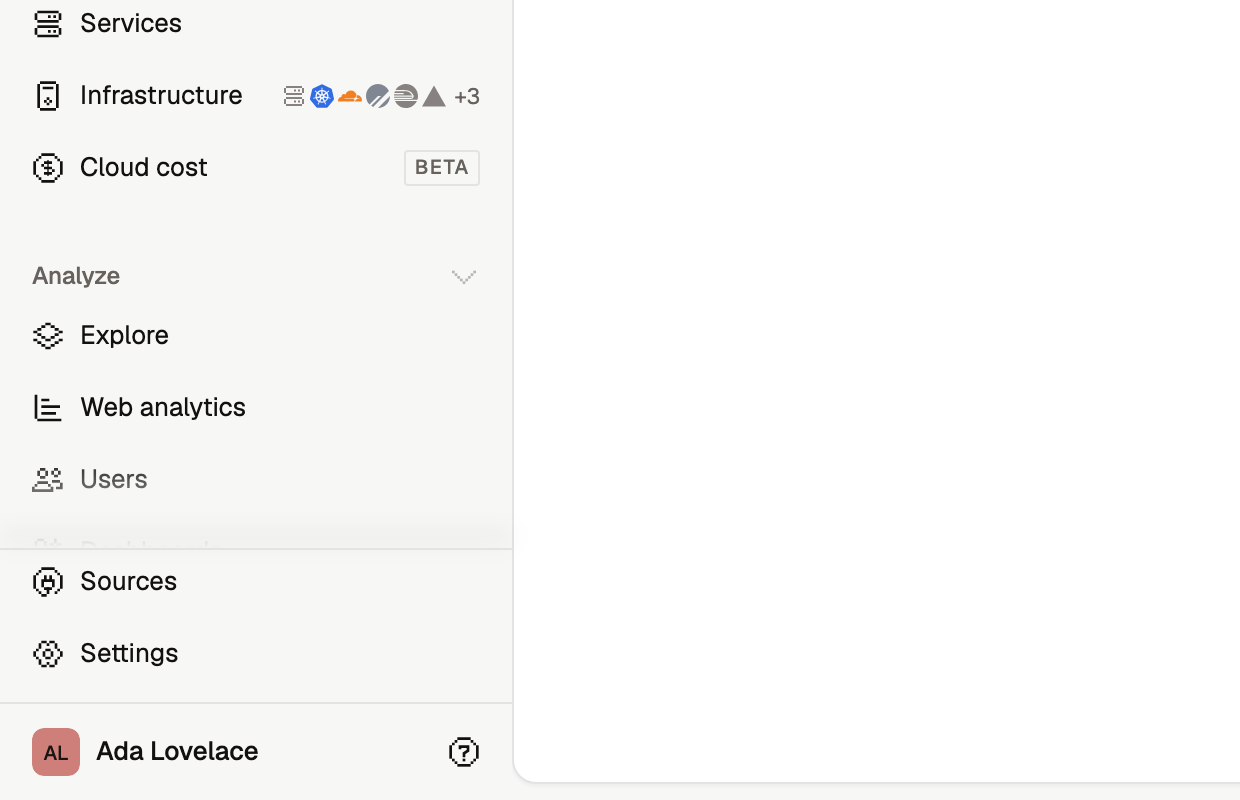 Services
Infrastructure +3
Cloud cost BETA
Analyze
Explore
Web analytics
Users
Sources
Settings
AL Ada Lovelace